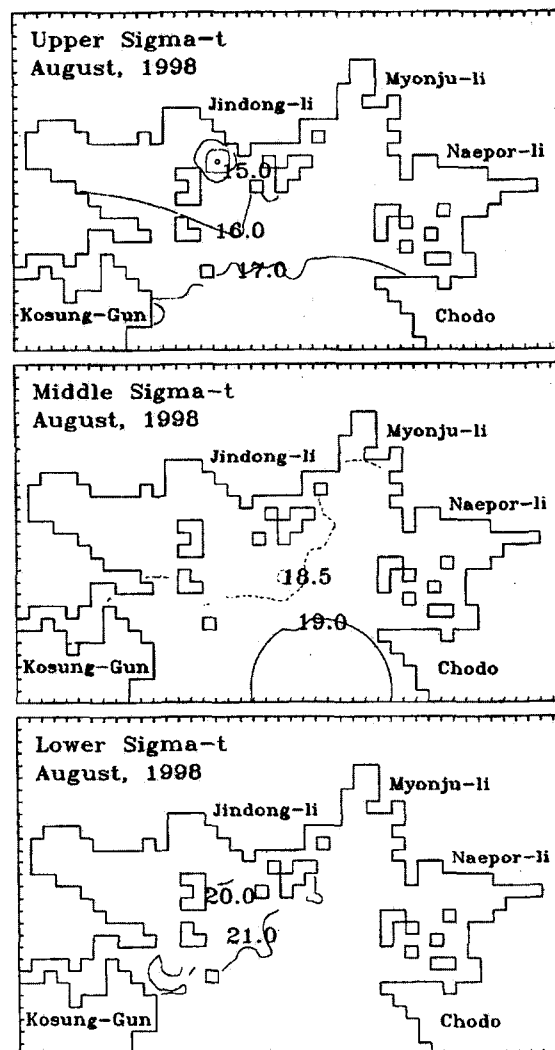 Upper Sigma-t
August, 1998
Myonju-li
Jindong-li
Naepor-li
15.0
16.0
17.0
Kosung-Gun
Chodo
Middle Sigma-t
August, 1998
Myonju-li
Jindong-li
Naepor-li
18.5
19.0
Kosung-Gun
Chodo
Lower Sigma-t
August, 1998
Myonju-li
Jindong-li
Naepor-li
20.0
21.0
Kosung-Gun
Chodo